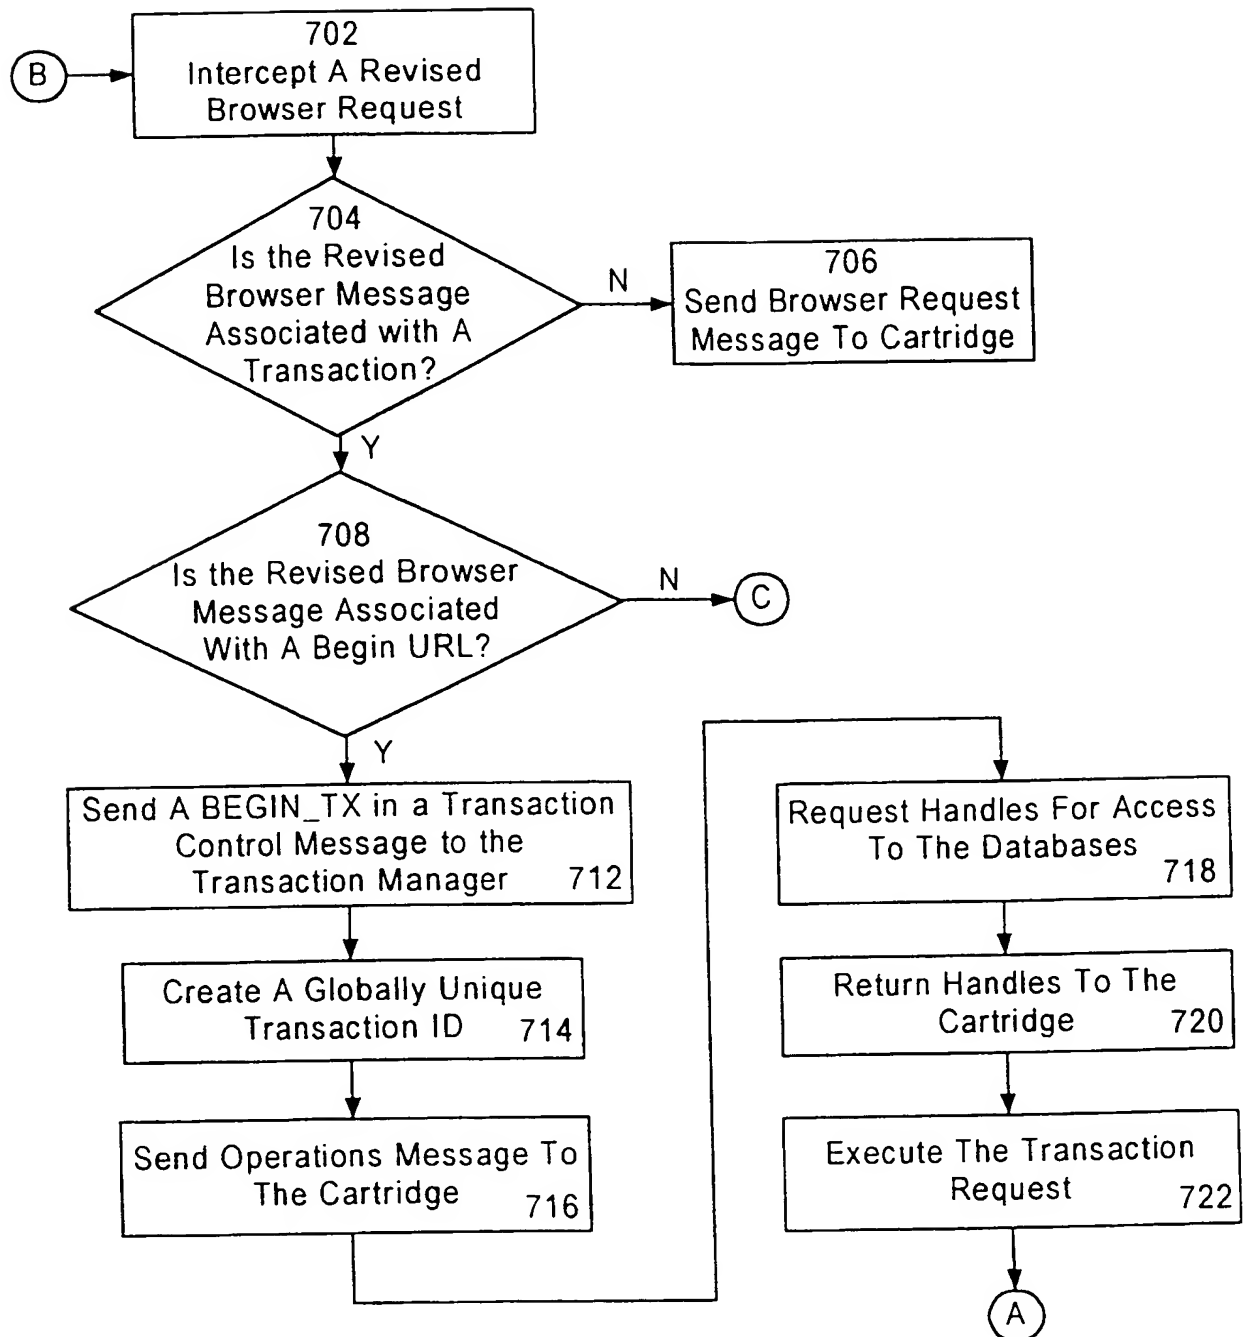 B
702
Intercept A Revised
Browser Request
704
Is the Revised
Browser Message
Associated with A
Transaction?
N
706
Send Browser Request
Message To Cartridge
Y
708
Is the Revised Browser
Message Associated
With A Begin URL?
N
C
Y
Send A BEGIN_TX in a Transaction
Control Message to the
Transaction Manager 712
Create A Globally Unique
Transaction ID 714
Send Operations Message To
The Cartridge 716
Request Handles For Access
To The Databases
718
Return Handles To The
Cartridge 720
Execute The Transaction
Request 722
A